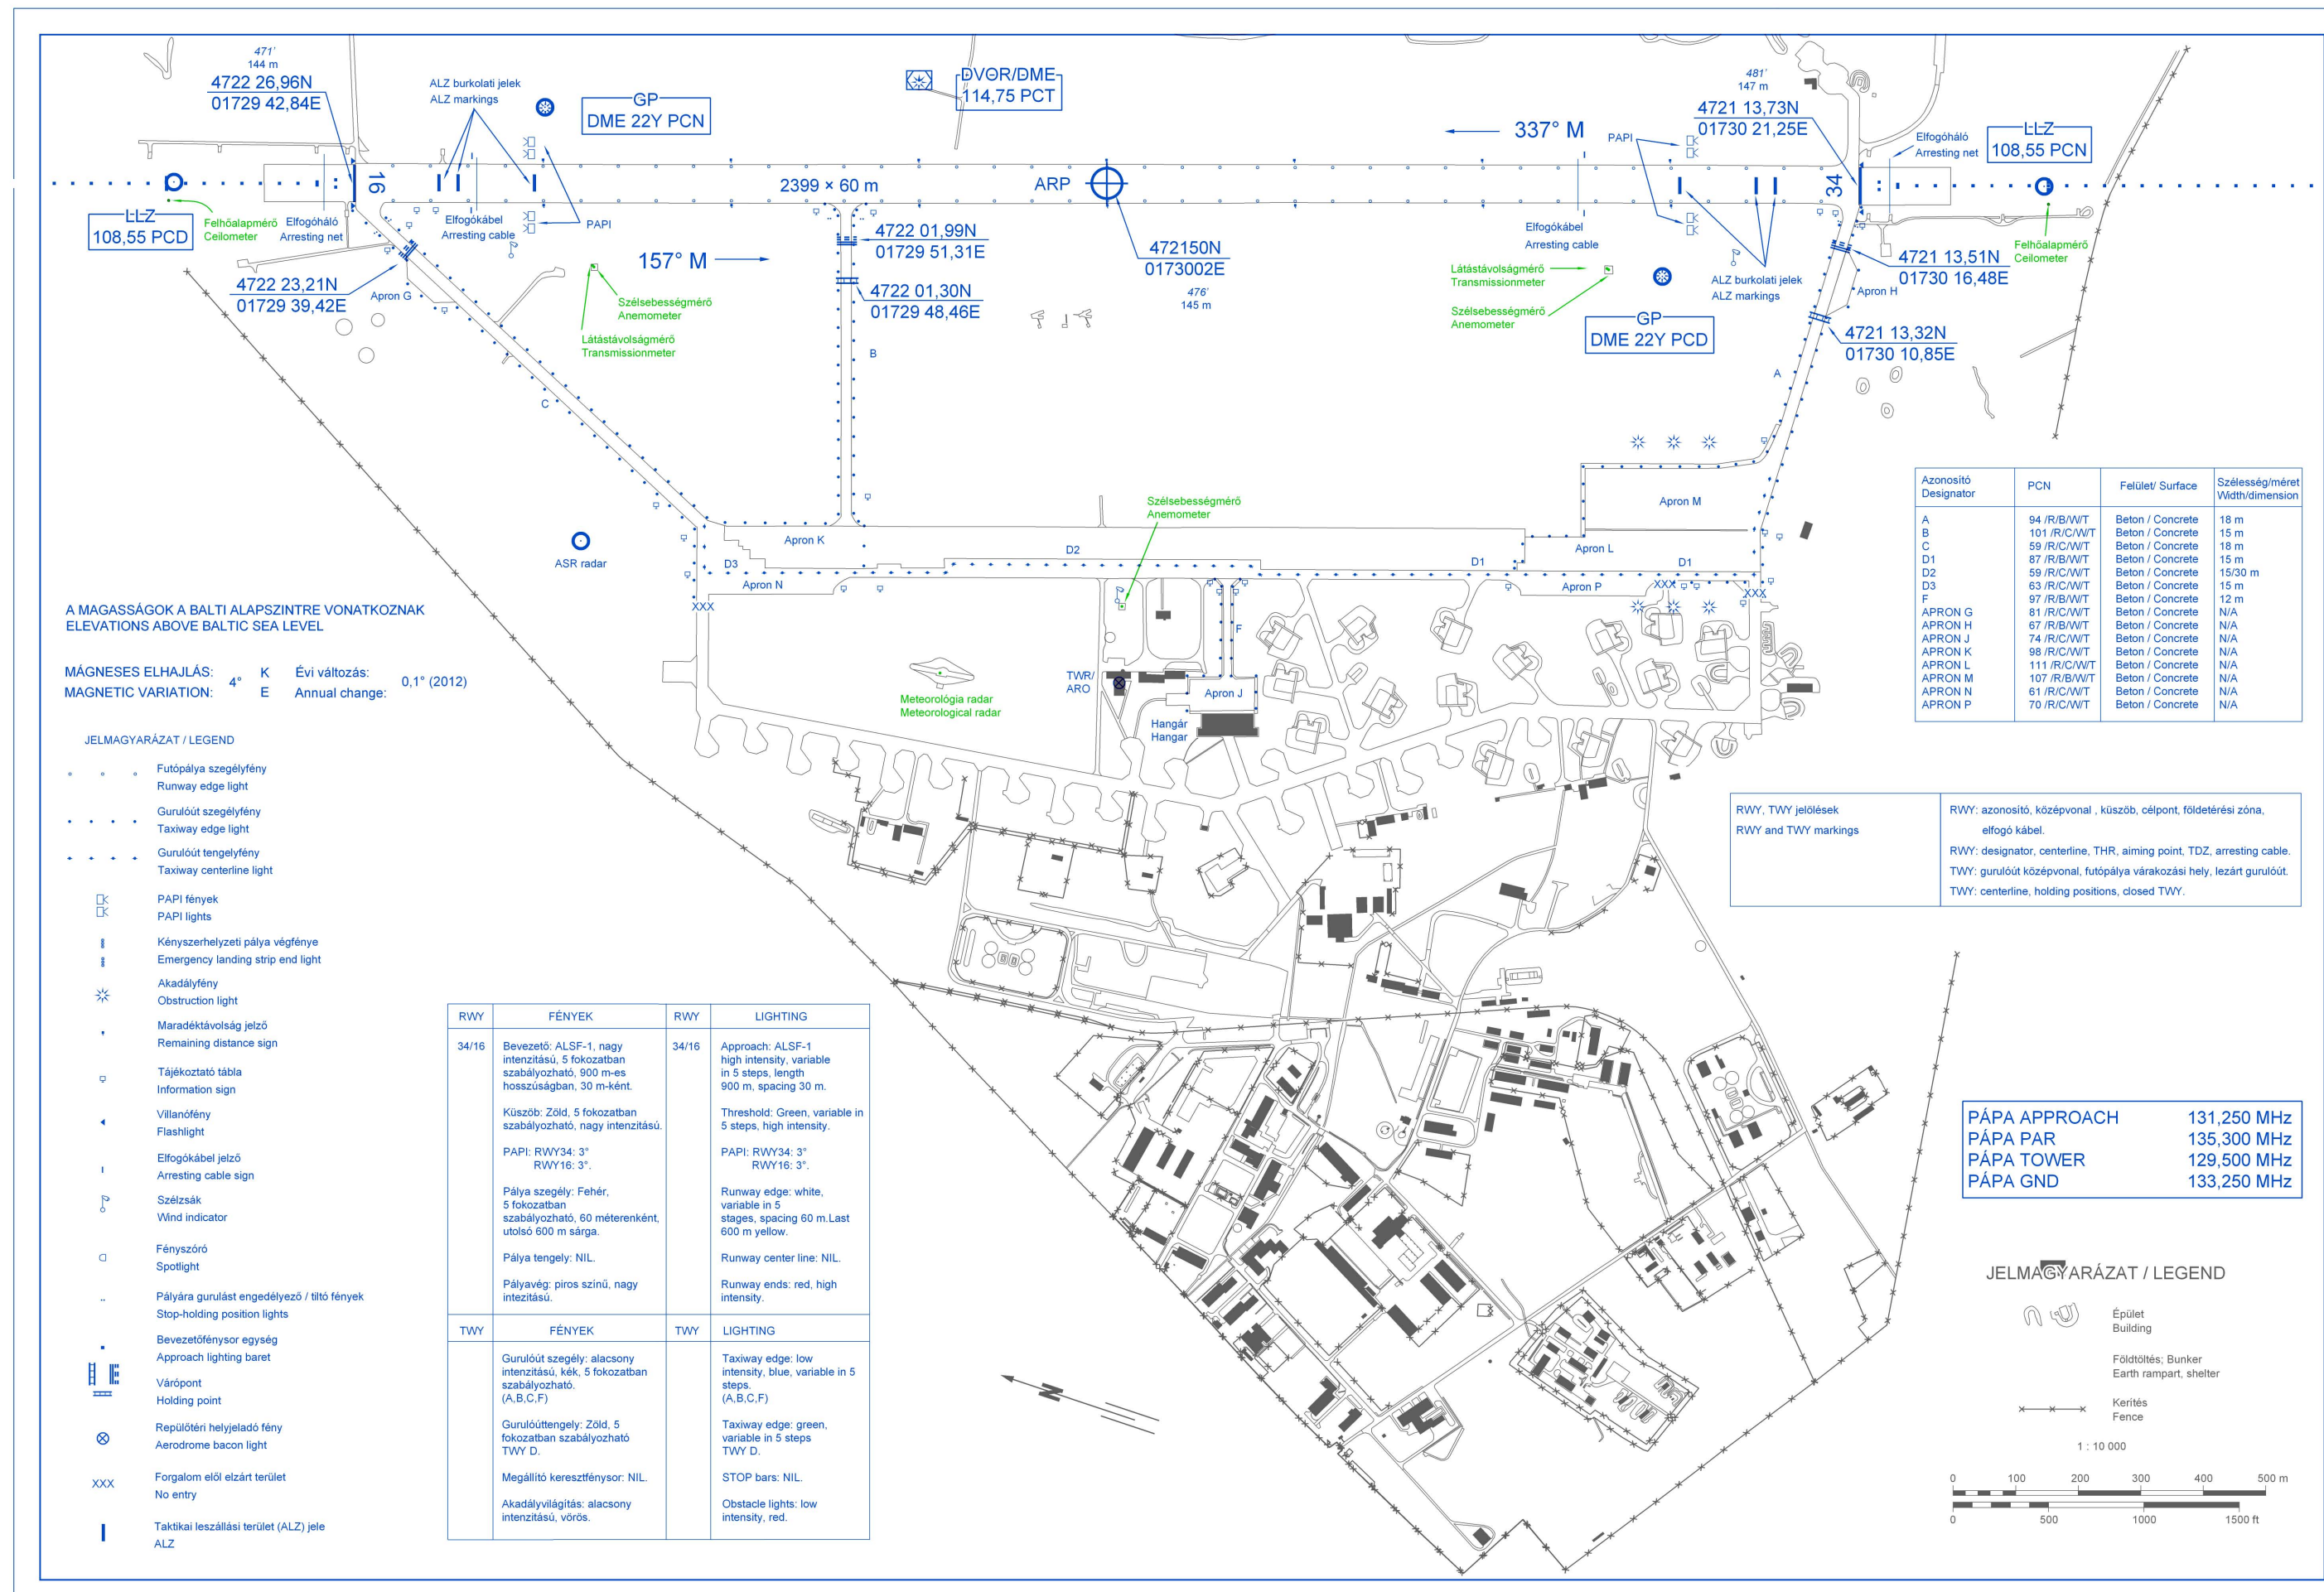 471'
144 m
4722 26,96N
01729 42,84E
ALZ burkolati jelek
ALZ markings
GP
DME 22Y PCN
DVOR/DME
114,75 PCT
337° M
PAPI
481'
147 m
4721 13,73N
01730 21,25E
Elfogóháló
Arresting net
LLZ
108,55 PCN
16
2399 × 60 m
ARP
34
LLZ
108,55 PCD
Felhőalapmérő
Ceilometer
Elfogóháló
Arresting net
Elfogókábel
Arresting cable
PAPI
157° M
4722 01,99N
01729 51,31E
472150N
0173002E
476'
145 m
Elfogókábel
Arresting cable
4721 13,51N
01730 16,48E
Felhőalapmérő
Ceilometer
4722 23,21N
01729 39,42E
Apron G
Szélsebességmérő
Anemometer
Látástávolságmérő
Transmissionmeter
4722 01,30N
01729 48,46E
Látástávolságmérő
Transmissionmeter
Szélsebességmérő
Anemometer
ALZ burkolati jelek
ALZ markings
Apron H
GP
DME 22Y PCD
4721 13,32N
01730 10,85E
B
A
C
Szélsebességmérő
Anemometer
Apron M
Apron K
Apron L
D2
D3
D1
D1
Apron N
Apron P
XXX
XXX
XXX
ASR radar
F
TWR/
ARO
Apron J
Hangár
Hangar
Meteorológia radar
Meteorological radar
Azonosító
Designator
PCN
Felület/ Surface
Szélesség/méret
Width/dimension
A 94 /R/B/W/T Beton / Concrete 18 m
B 101 /R/C/W/T Beton / Concrete 15 m
C 59 /R/C/W/T Beton / Concrete 18 m
D1 87 /R/B/W/T Beton / Concrete 15 m
D2 59 /R/C/W/T Beton / Concrete 15/30 m
D3 63 /R/C/W/T Beton / Concrete 15 m
F 97 /R/B/W/T Beton / Concrete 12 m
APRON G 81 /R/C/W/T Beton / Concrete N/A
APRON H 67 /R/B/W/T Beton / Concrete N/A
APRON J 74 /R/C/W/T Beton / Concrete N/A
APRON K 98 /R/C/W/T Beton / Concrete N/A
APRON L 111 /R/C/W/T Beton / Concrete N/A
APRON M 107 /R/B/W/T Beton / Concrete N/A
APRON N 61 /R/C/W/T Beton / Concrete N/A
APRON P 70 /R/C/W/T Beton / Concrete N/A
A MAGASSÁGOK A BALTI ALAPSZINTRE VONATKOZNAK
ELEVATIONS ABOVE BALTIC SEA LEVEL
MÁGNESES ELHAJLÁS: 4° K Évi változás: 0,1° (2012)
MAGNETIC VARIATION: E Annual change:
JELMAGYARÁZAT / LEGEND
Futópálya szegélyfény
Runway edge light
Gurulóút szegélyfény
Taxiway edge light
Gurulóút tengelyfény
Taxiway centerline light
PAPI fények
PAPI lights
Kényszerhelyzeti pálya végfénye
Emergency landing strip end light
Akadályfény
Obstruction light
Maradéktávolság jelző
Remaining distance sign
Tájékoztató tábla
Information sign
Villanófény
Flashlight
Elfogókábel jelző
Arresting cable sign
Szélzsák
Wind indicator
Fényszóró
Spotlight
Pályára gurulást engedélyező / tiltó fények
Stop-holding position lights
Bevezetőfénysor egység
Approach lighting baret
Várópont
Holding point
Repülőtéri helyjeladó fény
Aerodrome bacon light
XXX
Forgalom elől elzárt terület
No entry
Taktikai leszállási terület (ALZ) jele
ALZ
RWY FÉNYEK RWY LIGHTING
34/16
Bevezető: ALSF-1, nagy
intenzitású, 5 fokozatban
szabályozható, 900 m-es
hosszúságban, 30 m-ként.
Küszöb: Zöld, 5 fokozatban
szabályozható, nagy intenzitású.
PAPI: RWY34: 3°
RWY16: 3°.
Pálya szegély: Fehér,
5 fokozatban
szabályozható, 60 méterenként,
utolsó 600 m sárga.
Pálya tengely: NIL.
Pályavég: piros színű, nagy
intezitású.
34/16
Approach: ALSF-1
high intensity, variable
in 5 steps, length
900 m, spacing 30 m.
Threshold: Green, variable in
5 steps, high intensity.
PAPI: RWY34: 3°
RWY16: 3°.
Runway edge: white,
variable in 5
stages, spacing 60 m.Last
600 m yellow.
Runway center line: NIL.
Runway ends: red, high
intensity.
TWY FÉNYEK TWY LIGHTING
Gurulóút szegély: alacsony
intenzitású, kék, 5 fokozatban
szabályozható.
(A,B,C,F)
Gurulóúttengely: Zöld, 5
fokozatban szabályozható
TWY D.
Megállító keresztfénysor: NIL.
Akadályvilágítás: alacsony
intenzitású, vörös.
Taxiway edge: low
intensity, blue, variable in 5
steps.
(A,B,C,F)
Taxiway edge: green,
variable in 5 steps
TWY D.
STOP bars: NIL.
Obstacle lights: low
intensity, red.
RWY, TWY jelölések
RWY and TWY markings
RWY: azonosító, középvonal , küszöb, célpont, földetérési zóna,
elfogó kábel.
RWY: designator, centerline, THR, aiming point, TDZ, arresting cable.
TWY: gurulóút középvonal, futópálya várakozási hely, lezárt gurulóút.
TWY: centerline, holding positions, closed TWY.
PÁPA APPROACH 131,250 MHz
PÁPA PAR 135,300 MHz
PÁPA TOWER 129,500 MHz
PÁPA GND 133,250 MHz
N
JELMAGYARÁZAT / LEGEND
Épület
Building
Földtöltés; Bunker
Earth rampart, shelter
Kerítés
Fence
1 : 10 000
0 100 200 300 400 500 m
0 500 1000 1500 ft